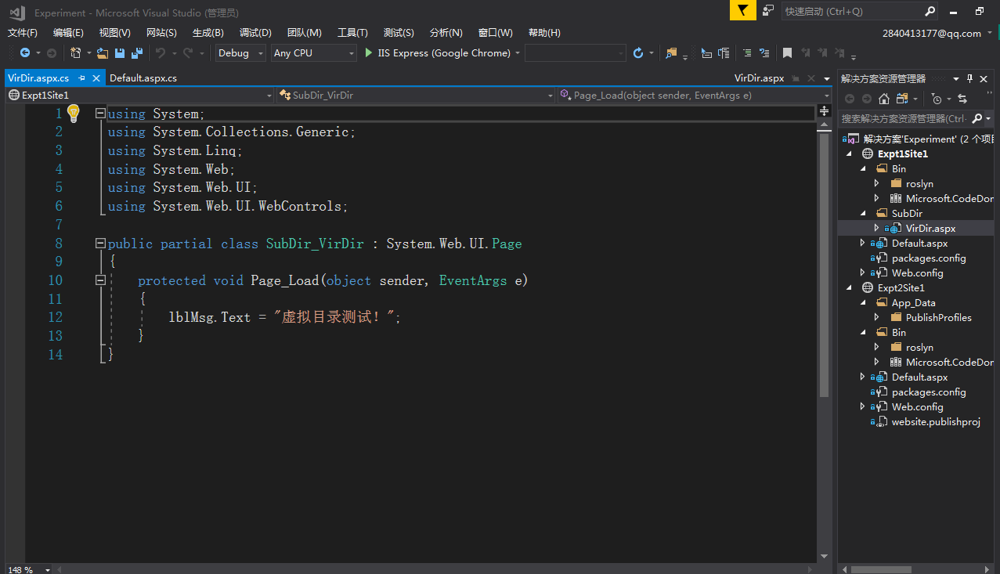 Experiment - Microsoft Visual Studio (管理员)
快速启动 (Ctrl+Q)
文件(F) 编辑(E) 视图(V) 网站(S) 生成(B) 调试(D) 团队(M) 工具(T) 测试(S) 分析(N) 窗口(W) 帮助(H)
2840413177@qq.com
Debug Any CPU IIS Express (Google Chrome)
VirDir.aspx.cs Default.aspx.cs VirDir.aspx
Expt1Site1 SubDir_VirDir Page_Load(object sender, EventArgs e)
1 using System;
2 using System.Collections.Generic;
3 using System.Linq;
4 using System.Web;
5 using System.Web.UI;
6 using System.Web.UI.WebControls;
7
8 public partial class SubDir_VirDir : System.Web.UI.Page
9 {
10 protected void Page_Load(object sender, EventArgs e)
11 {
12 lblMsg.Text = "虚拟目录测试！";
13 }
14 }
148 %
解决方案资源管理器
搜索解决方案资源管理器(Ctrl
解决方案'Experiment' (2 个项目
Expt1Site1
Bin
roslyn
Microsoft.CodeDom
SubDir
VirDir.aspx
Default.aspx
packages.config
Web.config
Expt2Site1
App_Data
PublishProfiles
Bin
roslyn
Microsoft.CodeDom
Default.aspx
packages.config
Web.config
website.publishproj